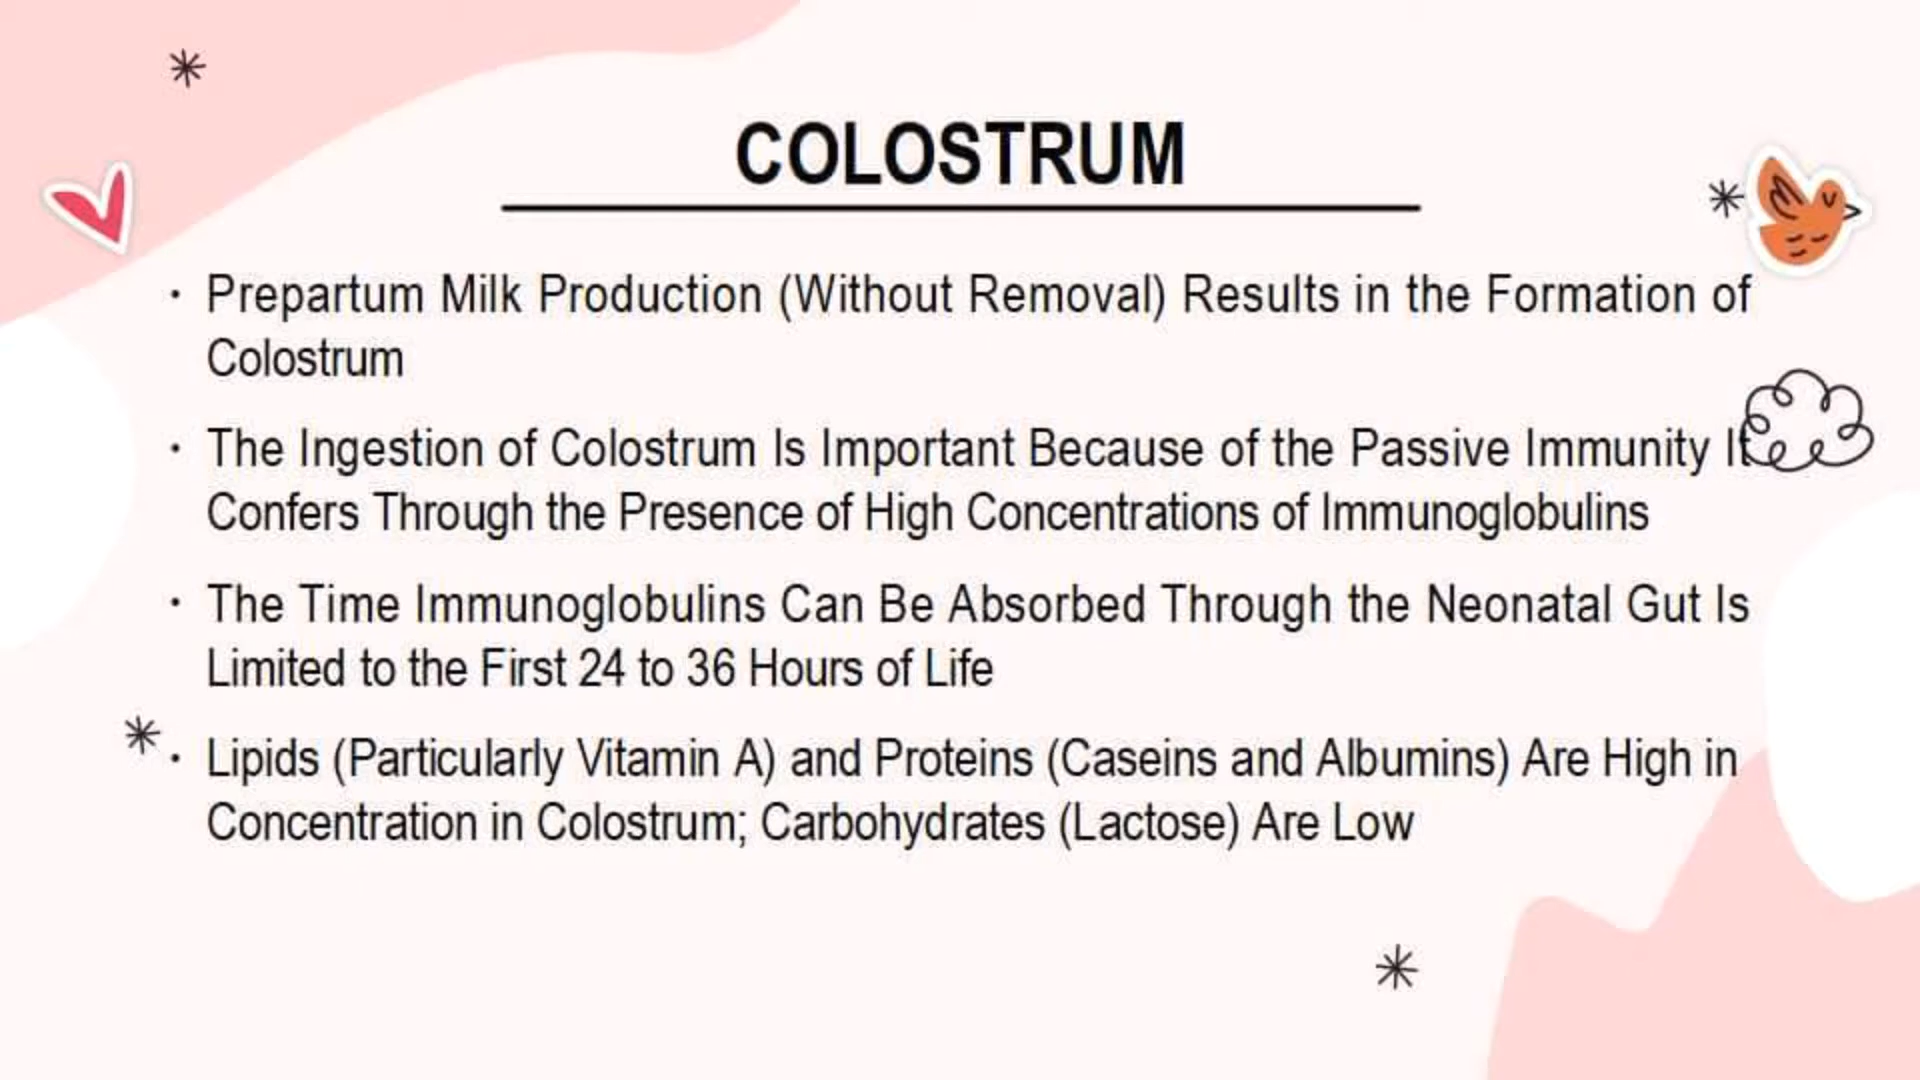 COLOSTRUM
· Prepartum Milk Production (Without Removal) Results in the Formation of
Colostrum
· The Ingestion of Colostrum Is Important Because of the Passive Immunity It
Confers Through the Presence of High Concentrations of Immunoglobulins
· The Time Immunoglobulins Can Be Absorbed Through the Neonatal Gut Is
Limited to the First 24 to 36 Hours of Life
· Lipids (Particularly Vitamin A) and Proteins (Caseins and Albumins) Are High in
Concentration in Colostrum; Carbohydrates (Lactose) Are Low